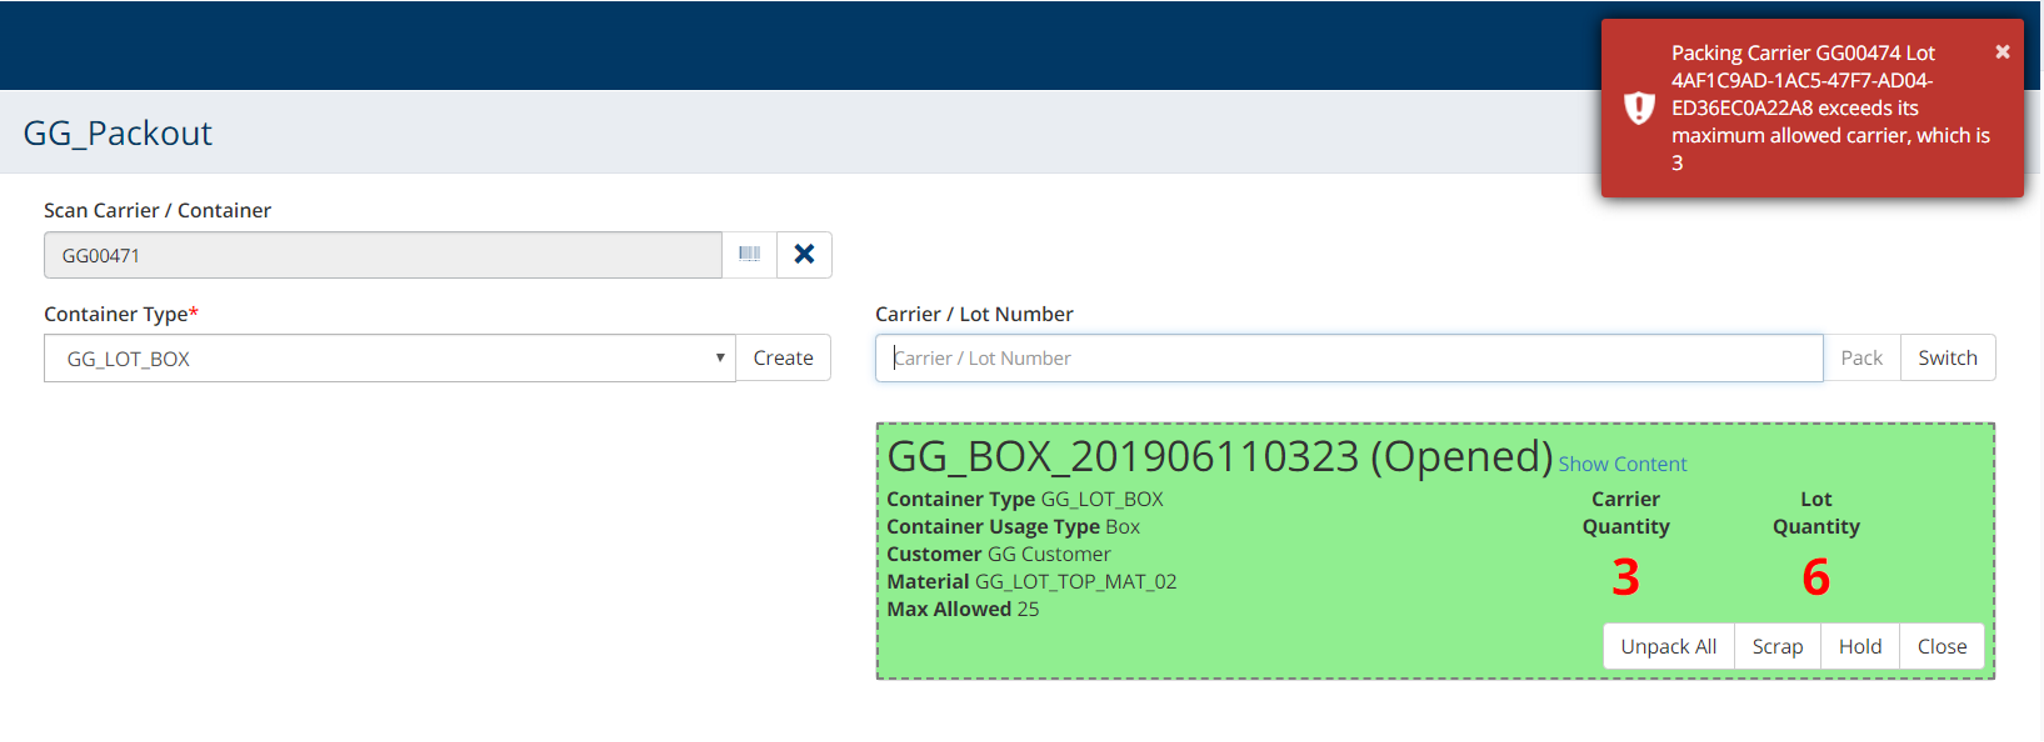 Packing Carrier GG00474 Lot
4AF1C9AD-1AC5-47F7-AD04-
ED36EC0A22A8 exceeds its
maximum allowed carrier, which is
3
GG_Packout
Scan Carrier / Container
GG00471
Container Type*
GG_LOT_BOX
Create
Carrier / Lot Number
Carrier / Lot Number
Pack
Switch
GG_BOX_201906110323 (Opened) Show Content
Container Type GG_LOT_BOX
Container Usage Type Box
Customer GG Customer
Material GG_LOT_TOP_MAT_02
Max Allowed 25
Carrier
Quantity
3
Lot
Quantity
6
Unpack All
Scrap
Hold
Close